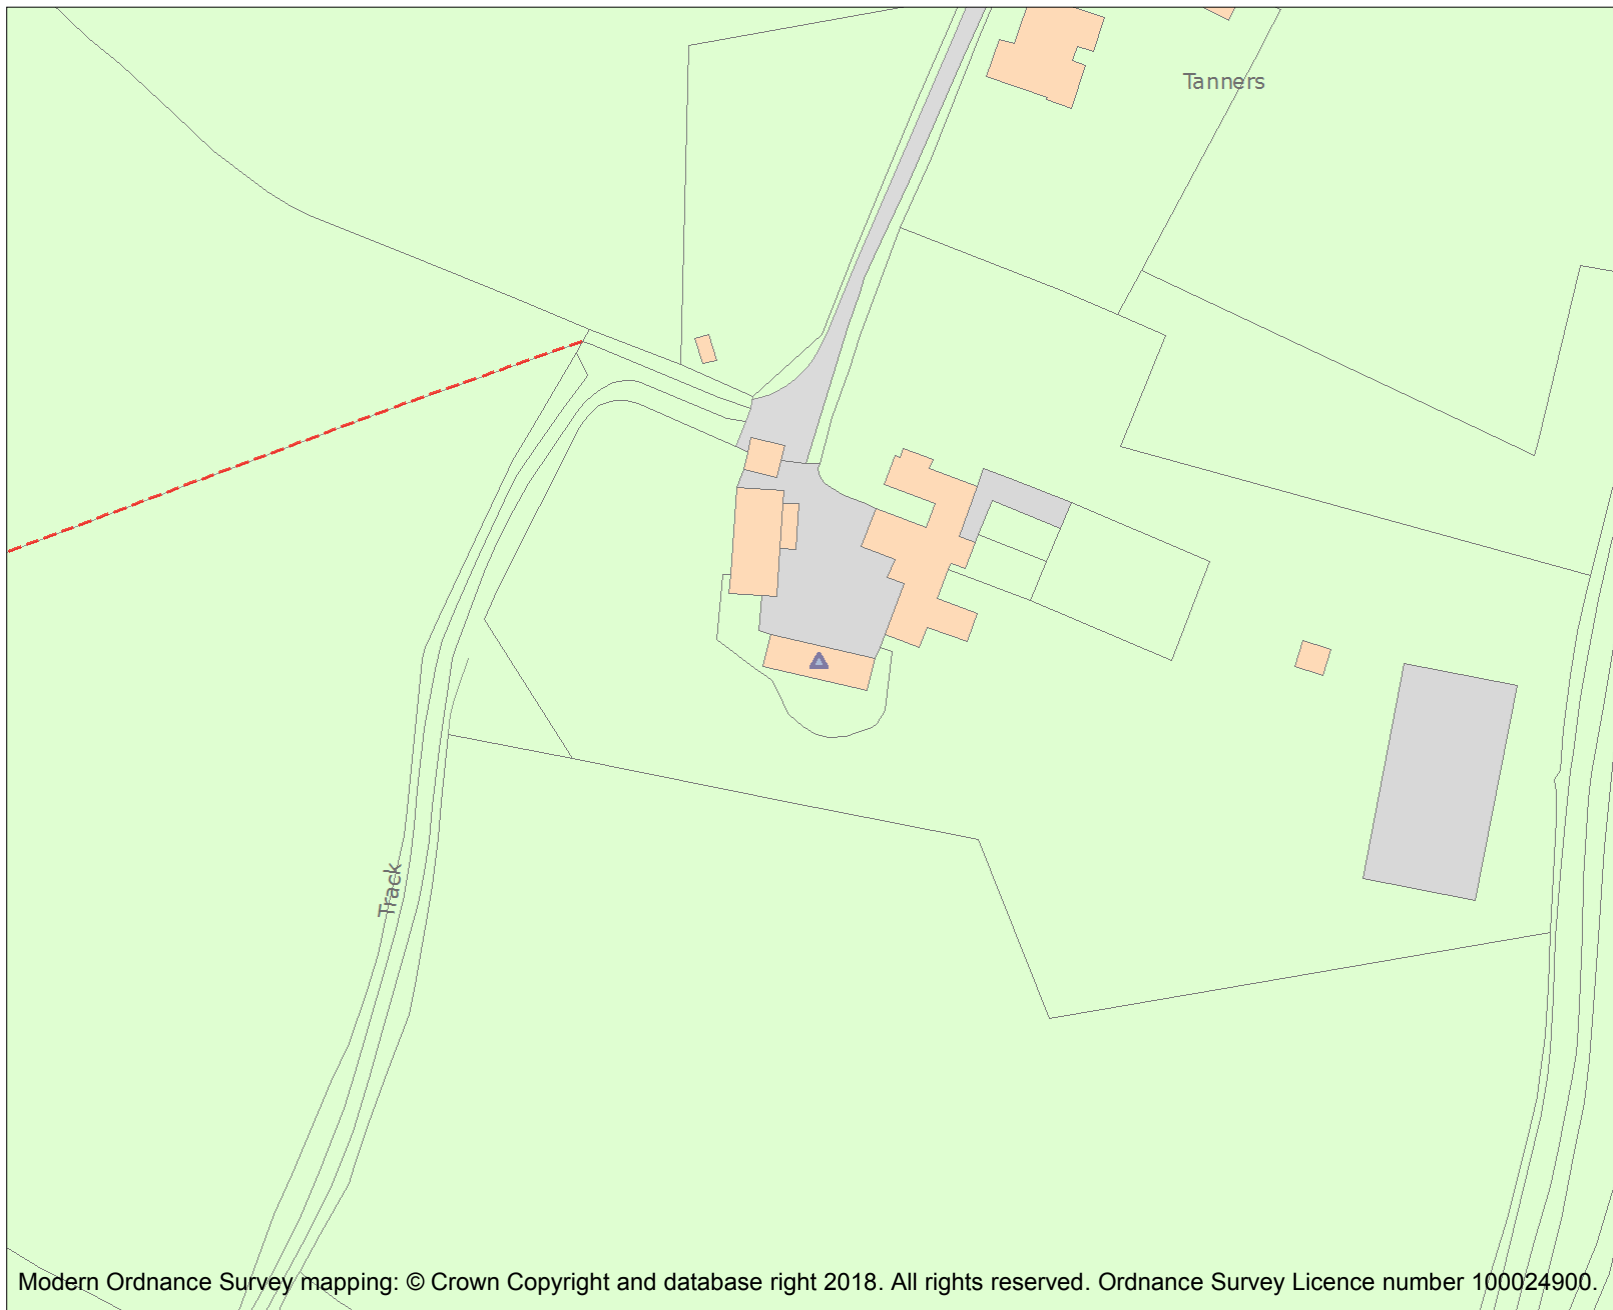 Tanners
Track
Modern Ordnance Survey mapping: © Crown Copyright and database right 2018. All rights reserved. Ordnance Survey Licence number 100024900.